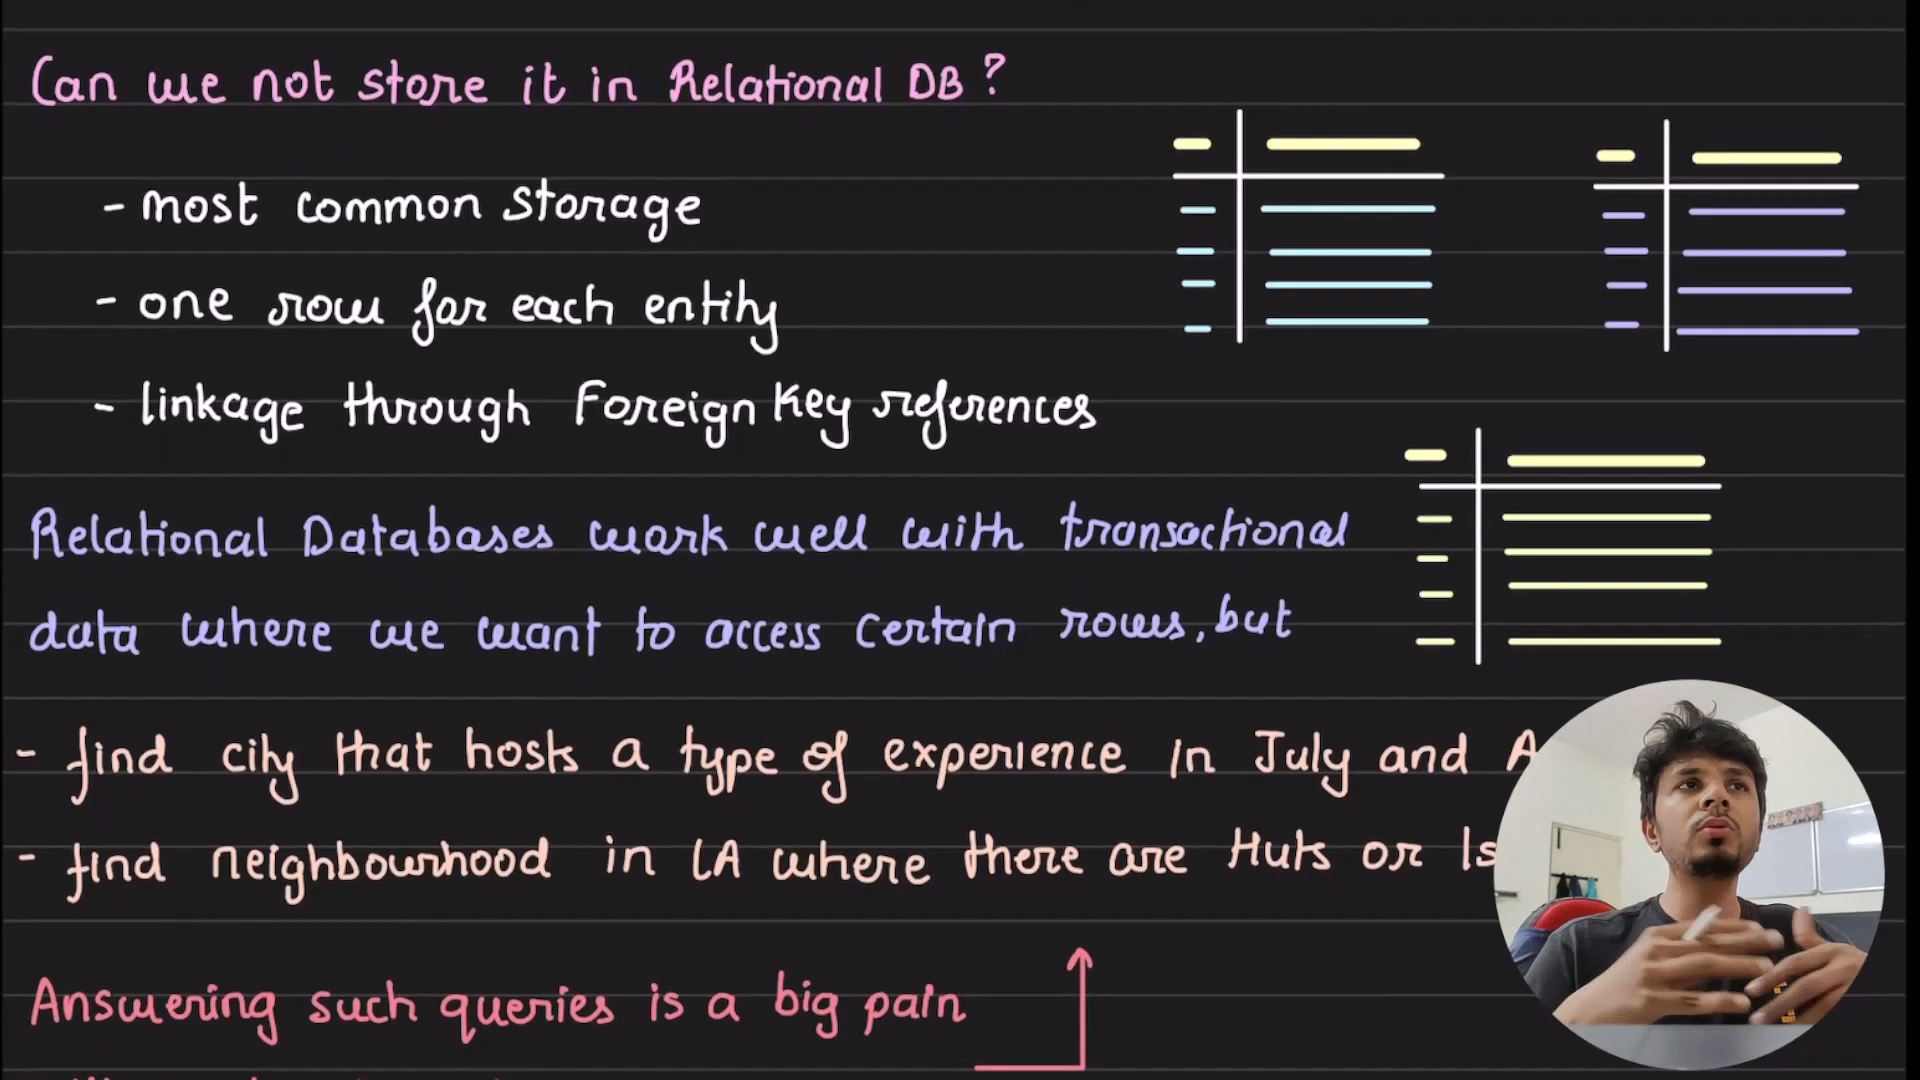 Can we not store it in Relational DB?
- most common storage
- one row for each entity
- linkage through Foreign Key references
Relational Databases work well with transactional
data where we want to access certain rows, but
- find city that hosts a type of experience in July and A
- find neighbourhood in LA where there are Huts or Is
Answering such queries is a big pain